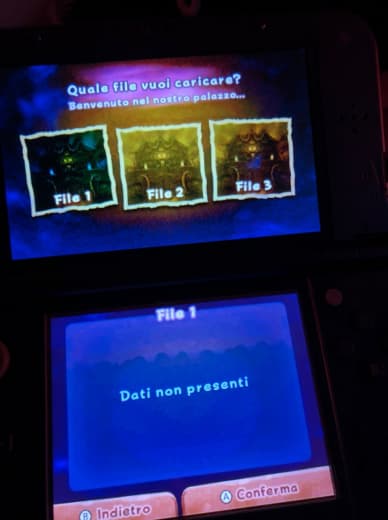 Quale file vuoi caricare?
Benvenuto nel nostro palazzo...
File 1
File 2
File 3
File 1
Dati non presenti
B Indietro
A Conferma